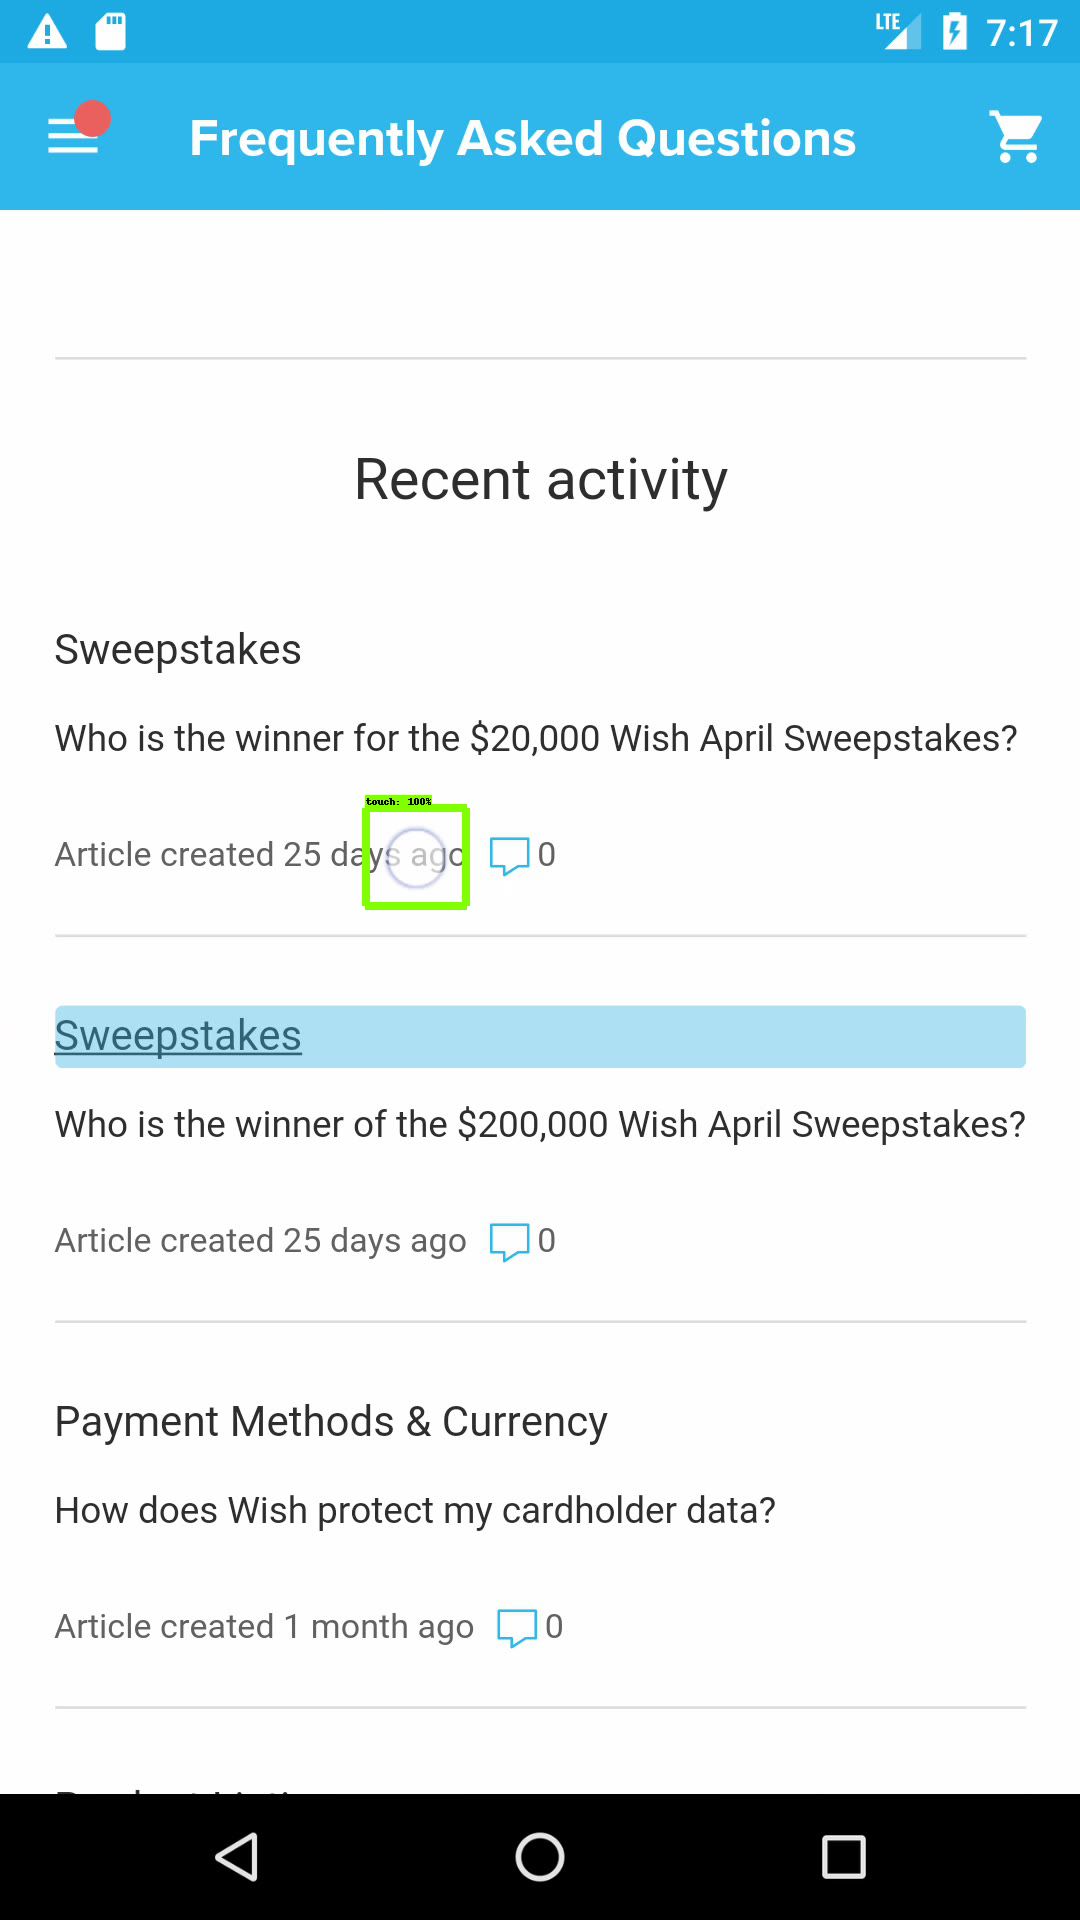 LTE 7:17
Frequently Asked Questions
Recent activity
Sweepstakes
Who is the winner for the $20,000 Wish April Sweepstakes?
touch: 100%
Article created 25 days ago 0
Sweepstakes
Who is the winner of the $200,000 Wish April Sweepstakes?
Article created 25 days ago 0
Payment Methods & Currency
How does Wish protect my cardholder data?
Article created 1 month ago 0